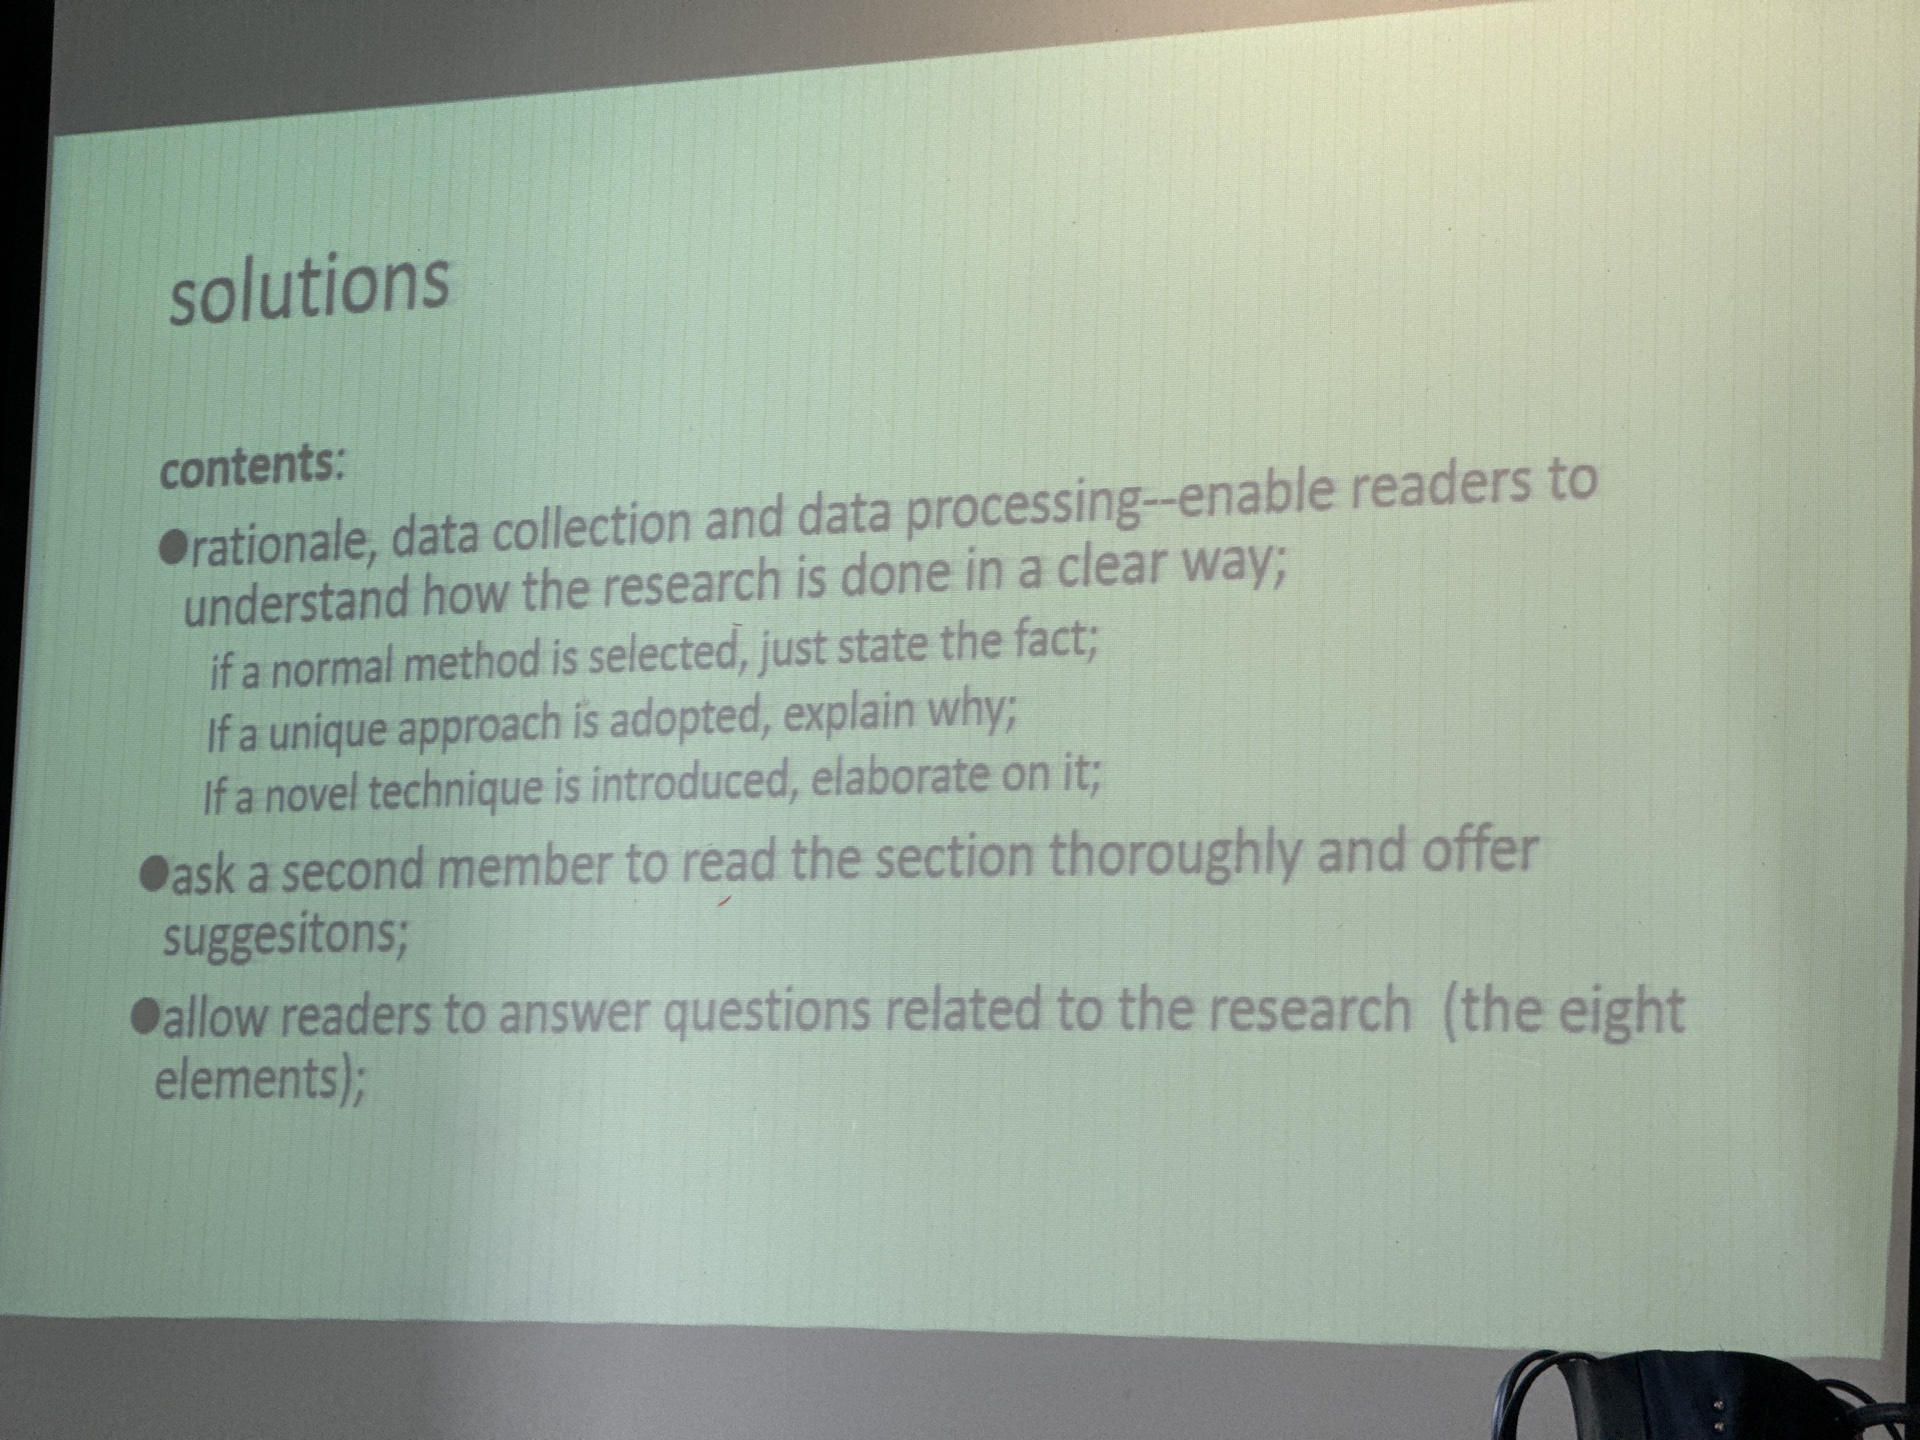 solutions
contents:
●rationale, data collection and data processing--enable readers to
understand how the research is done in a clear way;
if a normal method is selected, just state the fact;
If a unique approach is adopted, explain why;
If a novel technique is introduced, elaborate on it;
●ask a second member to read the section thoroughly and offer
suggesitons;
●allow readers to answer questions related to the research (the eight
elements);